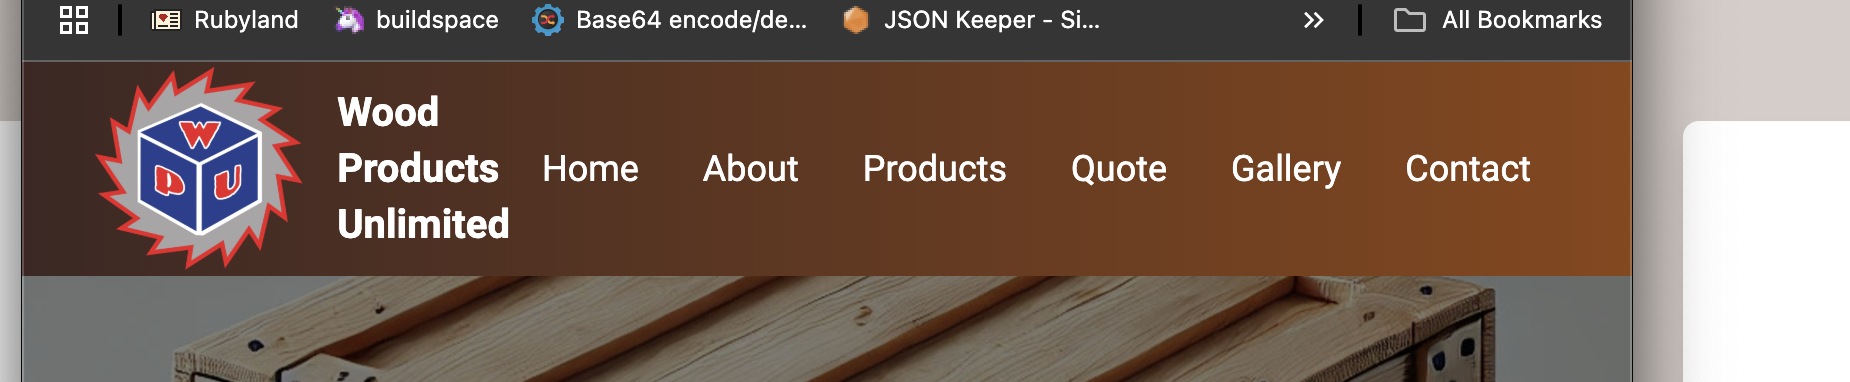 Rubyland buildspace Base64 encode/de... JSON Keeper - Si... » All Bookmarks
W
P U
Wood
Products
Unlimited
Home About Products Quote Gallery Contact